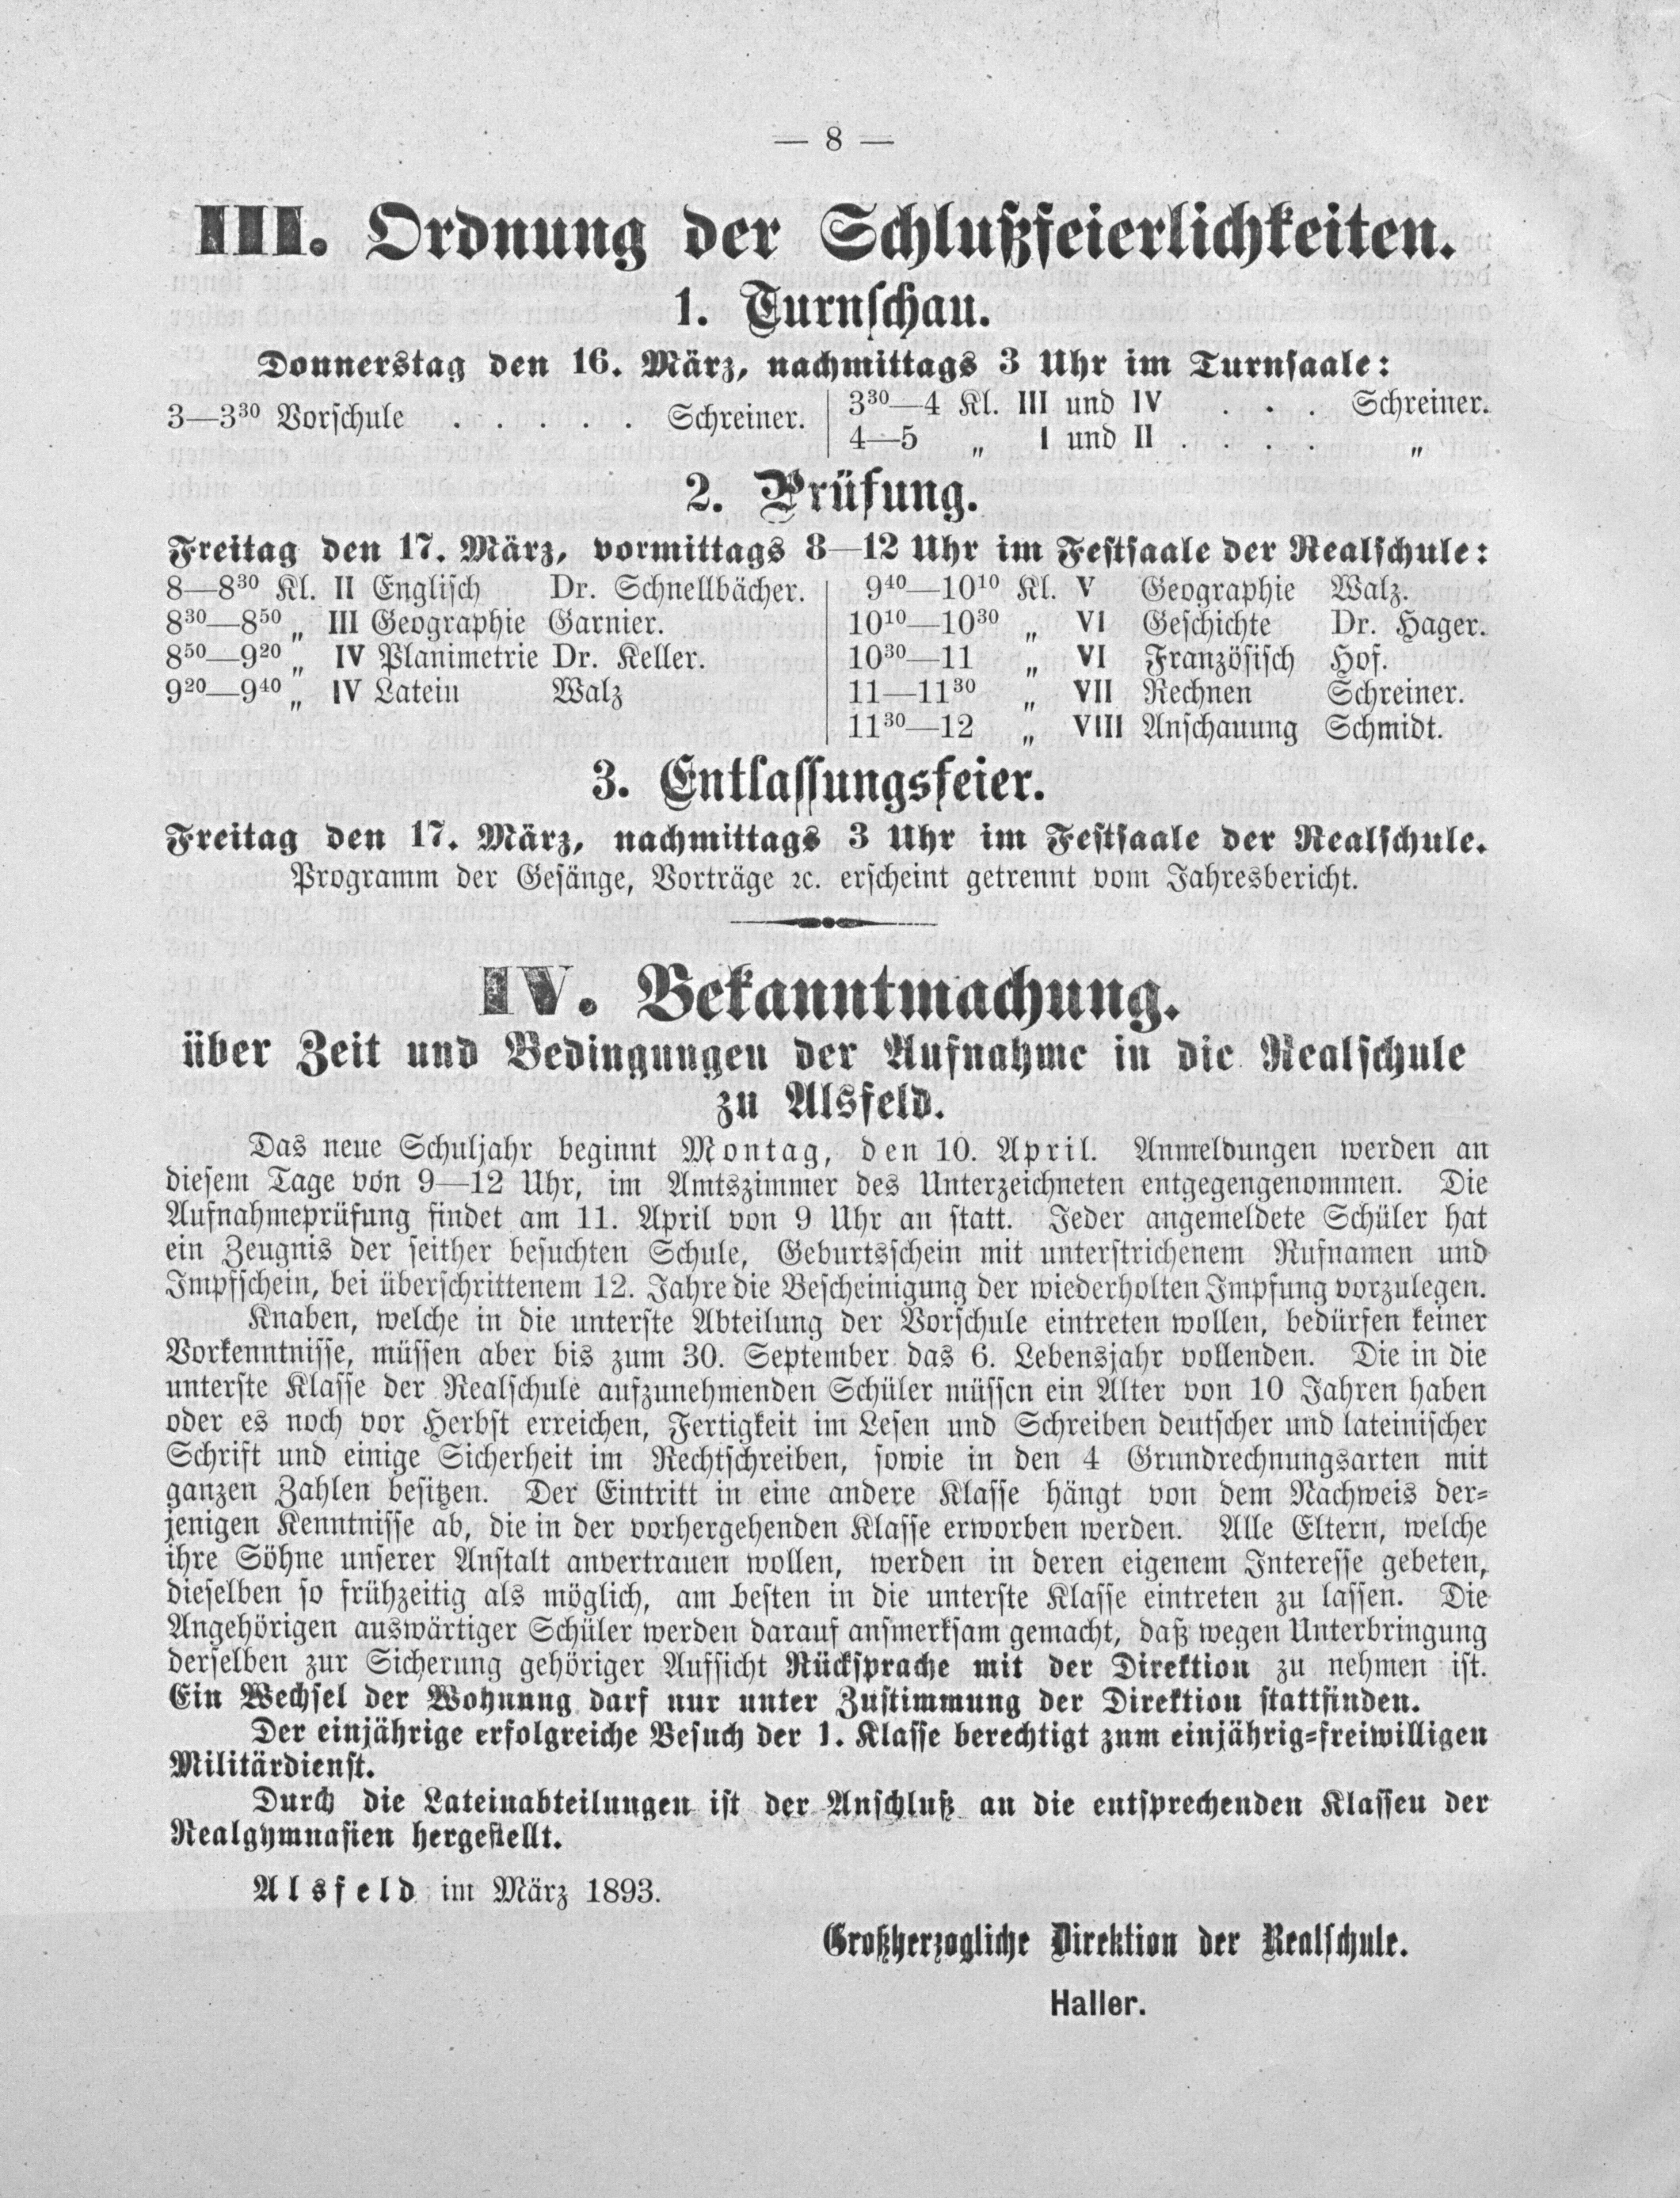 — 8 —
III. Ordnung der Schlußfeierlichkeiten.
1. Turnschau.
Donnerstag den 16. März, nachmittags 3 Uhr im Turnsaale:
3—3³⁰ Vorschule . . . . . Schreiner.
3³⁰—4 Kl. III und IV . . . Schreiner.
4—5 „ I und II . . . . „
2. Prüfung.
Freitag den 17. März, vormittags 8—12 Uhr im Festsaale der Realschule:
8—8³⁰ Kl. II Englisch Dr. Schnellbächer.
8³⁰—8⁵⁰ „ III Geographie Garnier.
8⁵⁰—9²⁰ „ IV Planimetrie Dr. Keller.
9²⁰—9⁴⁰ „ IV Latein Walz
9⁴⁰—10¹⁰ Kl. V Geographie Walz.
10¹⁰—10³⁰ „ VI Geschichte Dr. Hager.
10³⁰—11 „ VI Französisch Hof.
11—11³⁰ „ VII Rechnen Schreiner.
11³⁰—12 „ VIII Anschauung Schmidt.
3. Entlassungsfeier.
Freitag den 17. März, nachmittags 3 Uhr im Festsaale der Realschule.
Programm der Gesänge, Vorträge ꝛc. erscheint getrennt vom Jahresbericht.
IV. Bekanntmachung.
über Zeit und Bedingungen der Aufnahme in die Realschule
zu Alsfeld.
Das neue Schuljahr beginnt Montag, den 10. April. Anmeldungen werden an
diesem Tage von 9—12 Uhr, im Amtszimmer des Unterzeichneten entgegengenommen. Die
Aufnahmeprüfung findet am 11. April von 9 Uhr an statt. Jeder angemeldete Schüler hat
ein Zeugnis der seither besuchten Schule, Geburtsschein mit unterstrichenem Rufnamen und
Impfschein, bei überschrittenem 12. Jahre die Bescheinigung der wiederholten Impfung vorzulegen.
Knaben, welche in die unterste Abteilung der Vorschule eintreten wollen, bedürfen keiner
Vorkenntnisse, müssen aber bis zum 30. September das 6. Lebensjahr vollenden. Die in die
unterste Klasse der Realschule aufzunehmenden Schüler müssen ein Alter von 10 Jahren haben
oder es noch vor Herbst erreichen, Fertigkeit im Lesen und Schreiben deutscher und lateinischer
Schrift und einige Sicherheit im Rechtschreiben, sowie in den 4 Grundrechnungsarten mit
ganzen Zahlen besitzen. Der Eintritt in eine andere Klasse hängt von dem Nachweis der-
jenigen Kenntnisse ab, die in der vorhergehenden Klasse erworben werden. Alle Eltern, welche
ihre Söhne unserer Anstalt anvertrauen wollen, werden in deren eigenem Interesse gebeten,
dieselben so frühzeitig als möglich, am besten in die unterste Klasse eintreten zu lassen. Die
Angehörigen auswärtiger Schüler werden darauf ansmerksam gemacht, daß wegen Unterbringung
derselben zur Sicherung gehöriger Aufsicht Rücksprache mit der Direktion zu nehmen ist.
Ein Wechsel der Wohnung darf nur unter Zustimmung der Direktion stattfinden.
Der einjährige erfolgreiche Besuch der 1. Klasse berechtigt zum einjährig-freiwilligen
Militärdienst.
Durch die Lateinabteilungen ist der Anschluß an die entsprechenden Klassen der
Realgymnasien hergestellt.
Alsfeld im März 1893.
Großherzogliche Direktion der Realschule.
Haller.